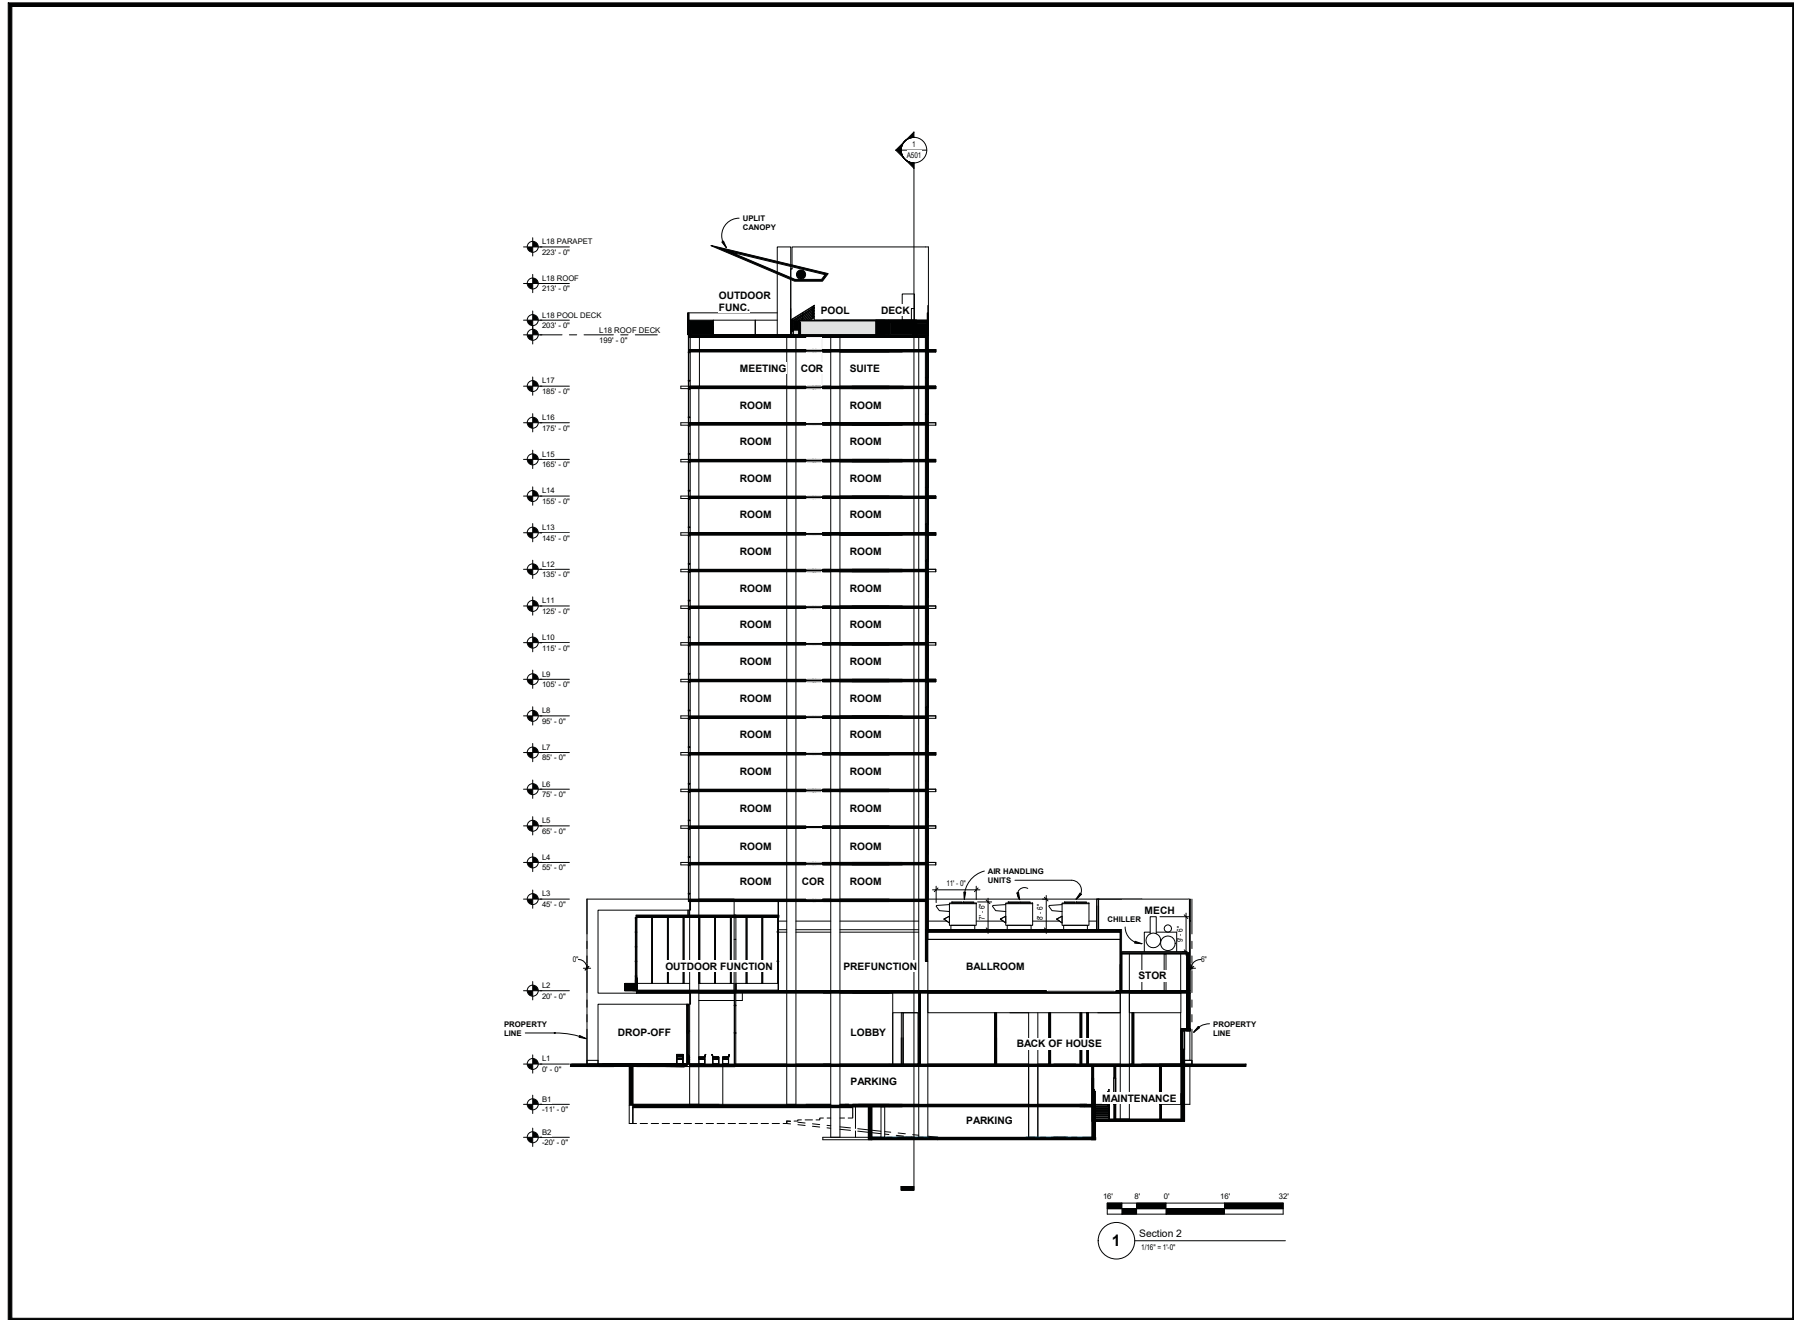 1
A501
UPLIT
CANOPY
L18 PARAPET
223' - 0"
L18 ROOF
213' - 0"
OUTDOOR
FUNC.
POOL DECK
L18 POOL DECK
203' - 0"
L18 ROOF DECK
199' - 0"
MEETING COR SUITE
L17
185' - 0"
ROOM ROOM
L16
175' - 0"
ROOM ROOM
L15
165' - 0"
ROOM ROOM
L14
155' - 0"
ROOM ROOM
L13
145' - 0"
ROOM ROOM
L12
135' - 0"
ROOM ROOM
L11
125' - 0"
ROOM ROOM
L10
115' - 0"
ROOM ROOM
L9
105' - 0"
ROOM ROOM
L8
95' - 0"
ROOM ROOM
L7
85' - 0"
ROOM ROOM
L6
75' - 0"
ROOM ROOM
L5
65' - 0"
ROOM ROOM
L4
55' - 0"
ROOM COR ROOM
L3
45' - 0"
AIR HANDLING
UNITS
11' - 0"
7' - 6"
8' - 6"
MECH
CHILLER
9' - 6"
0"
OUTDOOR FUNCTION PREFUNCTION BALLROOM
STOR
6"
L2
20' - 0"
PROPERTY
LINE
DROP-OFF LOBBY
BACK OF HOUSE
PROPERTY
LINE
L1
0' - 0"
PARKING
MAINTENANCE
B1
-11' - 0"
PARKING
B2
-20' - 0"
16' 8' 0' 16' 32'
1
Section 2
1/16" = 1'-0"